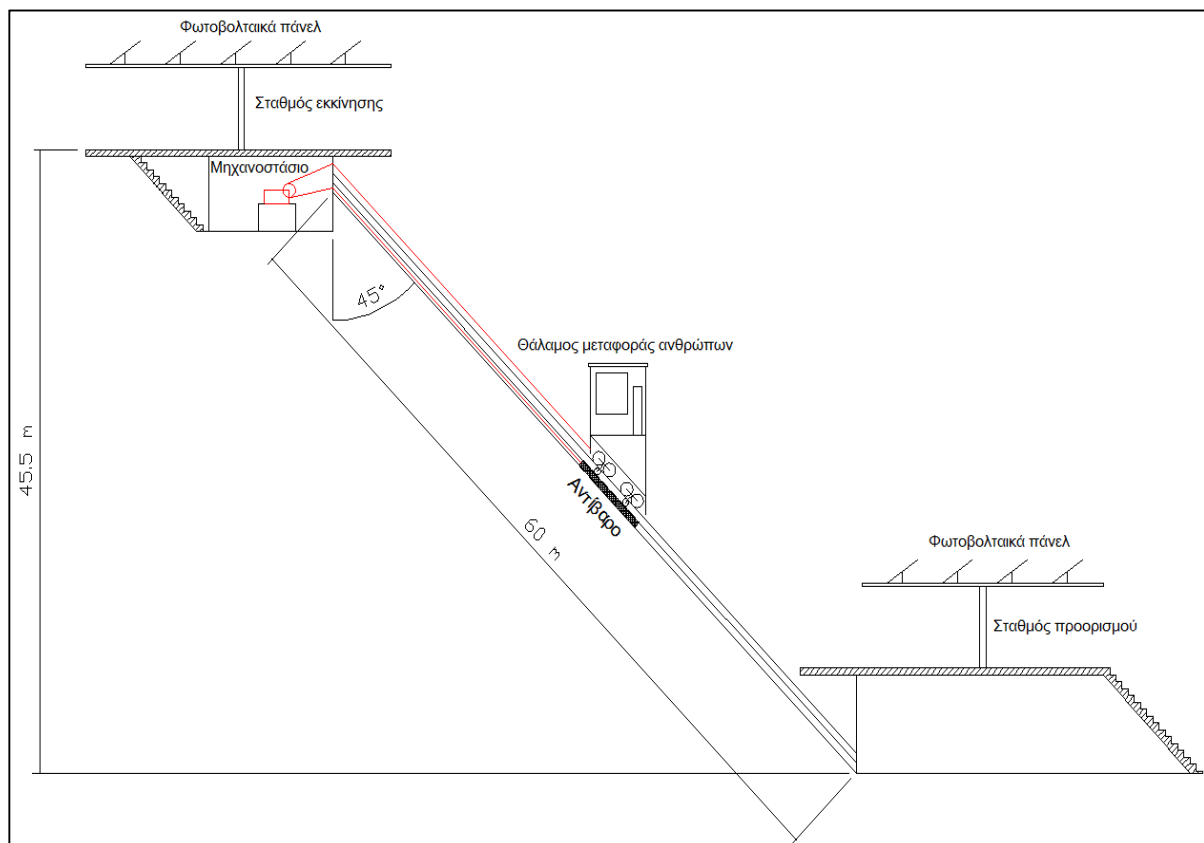 Φωτοβολταικά πάνελ
Σταθμός εκκίνησης
Μηχανοστάσιο
45°
Θάλαμος μεταφοράς ανθρώπων
45.5 m
Αντίβαρο
60 m
Φωτοβολταικά πάνελ
Σταθμός προορισμού